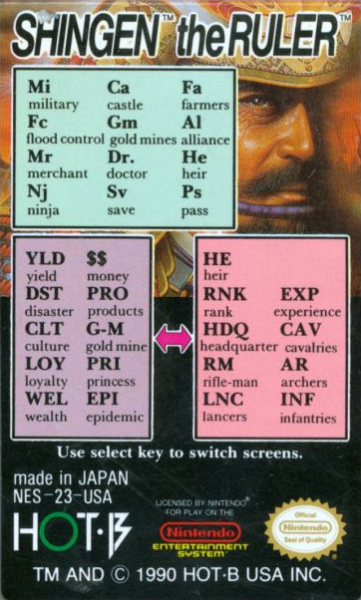 SHINGEN™ the RULER™
Mi Ca Fa
military castle farmers
Fc Gm Al
flood control gold mines alliance
Mr Dr. He
merchant doctor heir
Nj Sv Ps
ninja save pass
YLD $$
yield money
DST PRO
disaster products
CLT G-M
culture gold mine
LOY PRI
loyalty princess
WEL EPI
wealth epidemic
HE
heir
RNK EXP
rank experience
HDQ CAV
headquarter cavalries
RM AR
rifle-man archers
LNC INF
lancers infantries
Use select key to switch screens.
made in JAPAN
NES-23-USA
HOT·B
LICENSED BY NINTENDO®
FOR PLAY ON THE
Nintendo
ENTERTAINMENT
SYSTEM™
Official
Nintendo
Seal of Quality
TM AND © 1990 HOT-B USA INC.